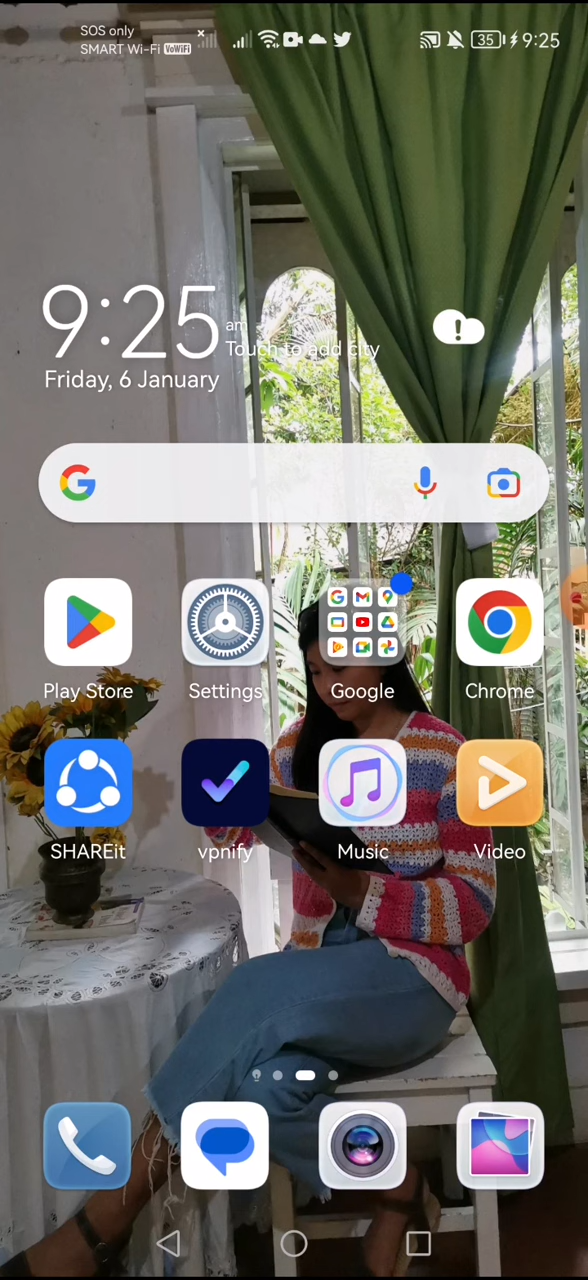 SOS only
SMART Wi-Fi VoWiFi
35
9:25
9:25
am
Touch to add city
Friday, 6 January
Play Store
Settings
Google
Chrome
SHAREit
vpnify
Music
Video